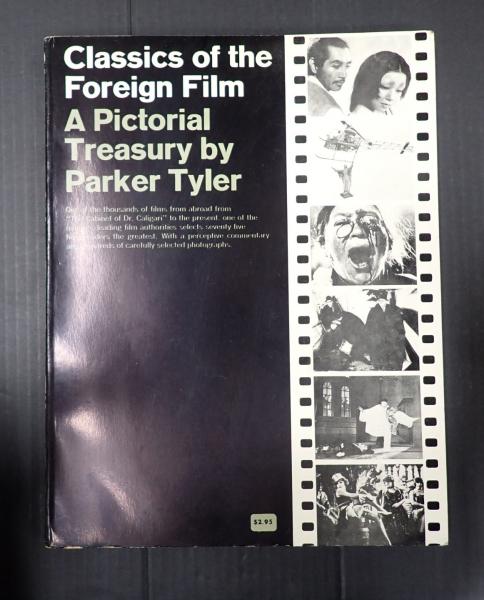 Classics of the
Foreign Film
A Pictorial
Treasury by
Parker Tyler
Out of the thousands of films from abroad from
"The Cabinet of Dr. Caligari" to the present, one of the
leading film authorities selects seventy five
the greatest. With a perceptive commentary
of carefully selected photographs.
$2.95